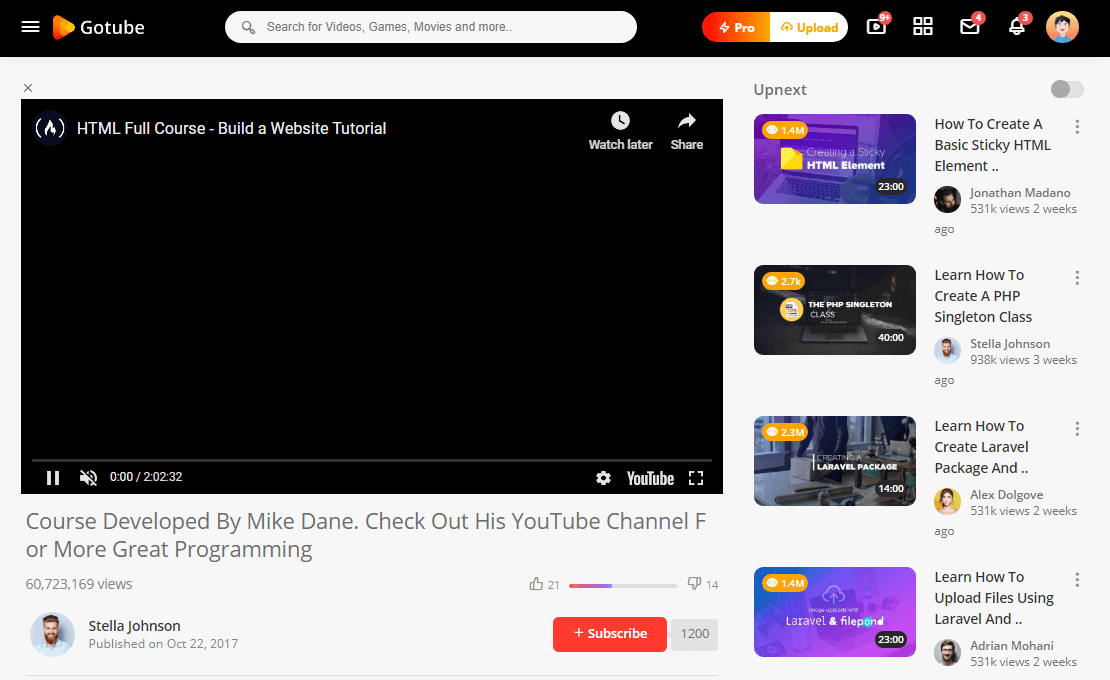 Gotube
Search for Videos, Games, Movies and more..
Pro
Upload
9+
4
3
Upnext
HTML Full Course - Build a Website Tutorial
Watch later
Share
0:00 / 2:02:32
YouTube
Course Developed By Mike Dane. Check Out His YouTube Channel F
or More Great Programming
60,723,169 views
21
14
Stella Johnson
Published on Oct 22, 2017
+ Subscribe
1200
1.4M
Creating a Sticky
HTML Element
23:00
How To Create A
Basic Sticky HTML
Element ..
Jonathan Madano
531k views 2 weeks
ago
2.7k
THE PHP SINGLETON
CLASS
40:00
Learn How To
Create A PHP
Singleton Class
Stella Johnson
938k views 3 weeks
ago
2.3M
CREATING A
LARAVEL PACKAGE
14:00
Learn How To
Create Laravel
Package And ..
Alex Dolgove
531k views 2 weeks
ago
1.4M
Image uploads with
Laravel & filepond
23:00
Learn How To
Upload Files Using
Laravel And ..
Adrian Mohani
531k views 2 weeks